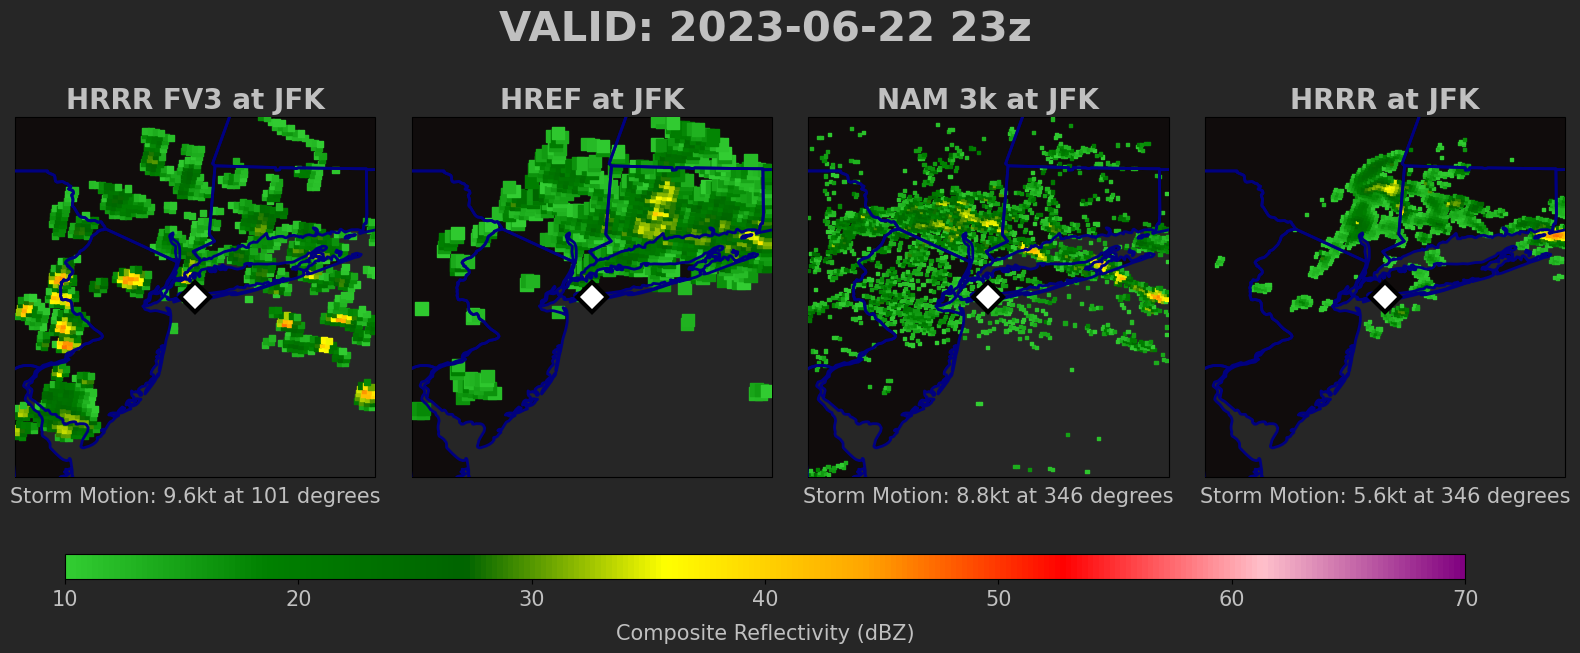 VALID: 2023-06-22 23z
HRRR FV3 at JFK
HREF at JFK
NAM 3k at JFK
HRRR at JFK
Storm Motion: 9.6kt at 101 degrees
Storm Motion: 8.8kt at 346 degrees
Storm Motion: 5.6kt at 346 degrees
10 20 30 40 50 60 70
Composite Reflectivity (dBZ)